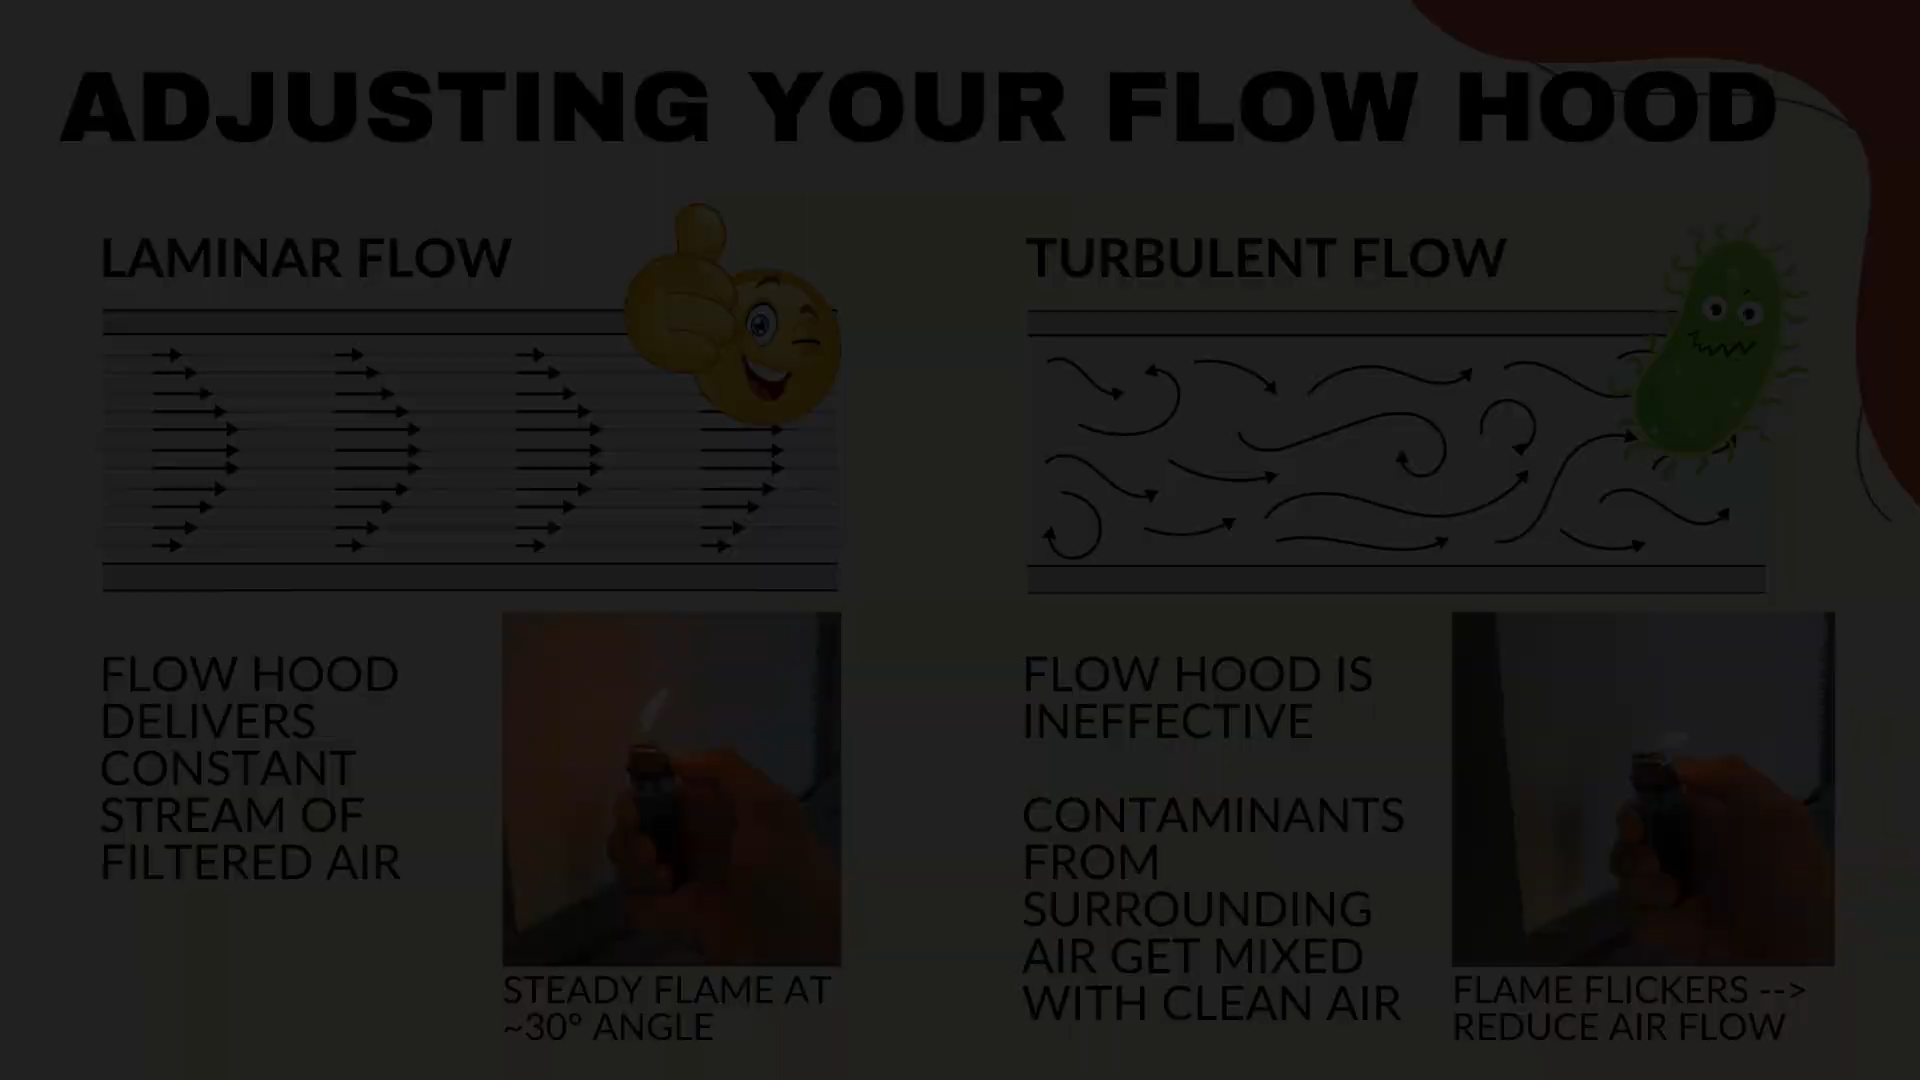 ADJUSTING YOUR FLOW HOOD
LAMINAR FLOW
FLOW HOOD
DELIVERS
CONSTANT
STREAM OF
FILTERED AIR
STEADY FLAME AT
~30° ANGLE
TURBULENT FLOW
FLOW HOOD IS
INEFFECTIVE
CONTAMINANTS
FROM
SURROUNDING
AIR GET MIXED
WITH CLEAN AIR
FLAME FLICKERS -->
REDUCE AIR FLOW